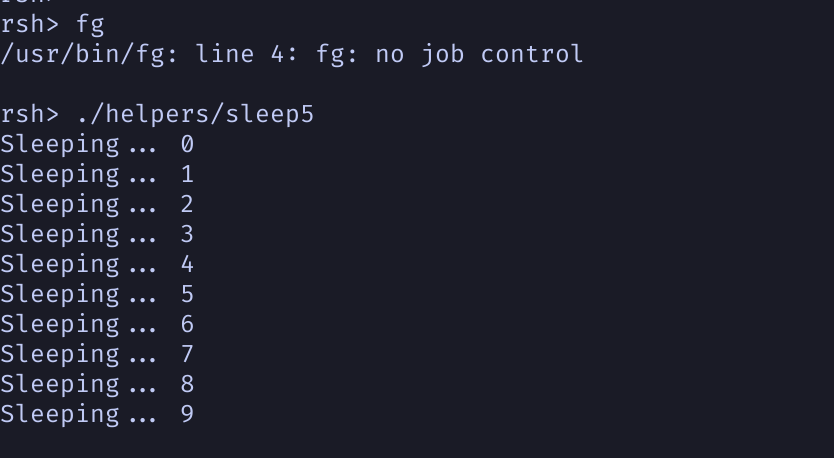 rsh> fg
/usr/bin/fg: line 4: fg: no job control
rsh> ./helpers/sleep5
Sleeping... 0
Sleeping... 1
Sleeping... 2
Sleeping... 3
Sleeping... 4
Sleeping... 5
Sleeping... 6
Sleeping... 7
Sleeping... 8
Sleeping... 9